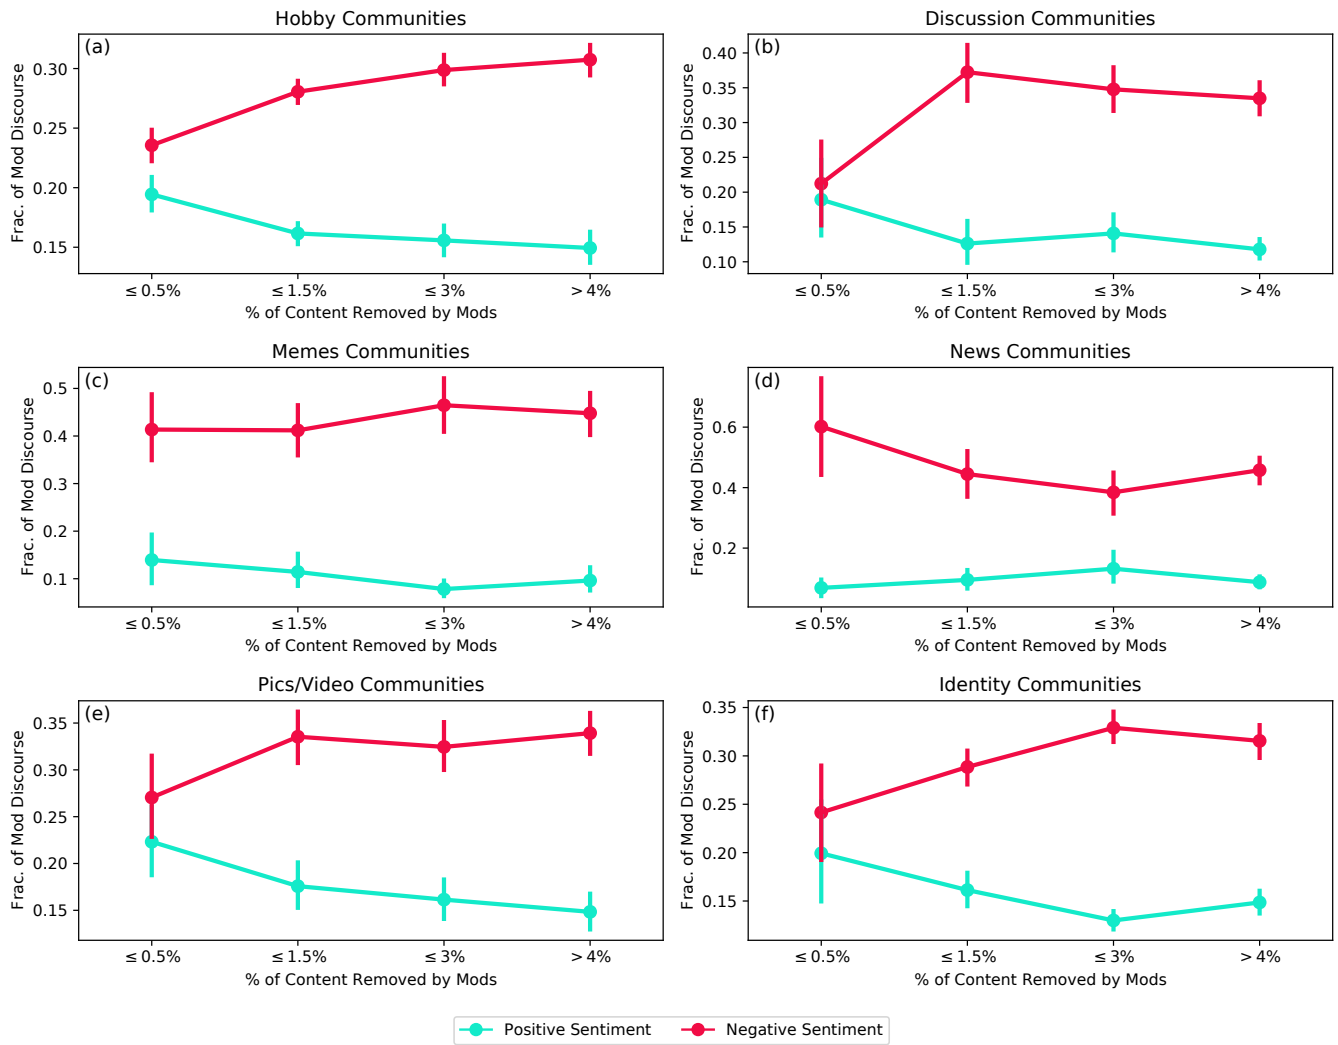 Hobby Communities
(a)
Frac. of Mod Discourse
0.30
0.25
0.20
0.15
≤ 0.5% ≤ 1.5% ≤ 3% > 4%
% of Content Removed by Mods
Discussion Communities
(b)
Frac. of Mod Discourse
0.40
0.35
0.30
0.25
0.20
0.15
0.10
≤ 0.5% ≤ 1.5% ≤ 3% > 4%
% of Content Removed by Mods
Memes Communities
(c)
Frac. of Mod Discourse
0.5
0.4
0.3
0.2
0.1
≤ 0.5% ≤ 1.5% ≤ 3% > 4%
% of Content Removed by Mods
News Communities
(d)
Frac. of Mod Discourse
0.6
0.4
0.2
≤ 0.5% ≤ 1.5% ≤ 3% > 4%
% of Content Removed by Mods
Pics/Video Communities
(e)
Frac. of Mod Discourse
0.35
0.30
0.25
0.20
0.15
≤ 0.5% ≤ 1.5% ≤ 3% > 4%
% of Content Removed by Mods
Identity Communities
(f)
Frac. of Mod Discourse
0.35
0.30
0.25
0.20
0.15
≤ 0.5% ≤ 1.5% ≤ 3% > 4%
% of Content Removed by Mods
Positive Sentiment Negative Sentiment